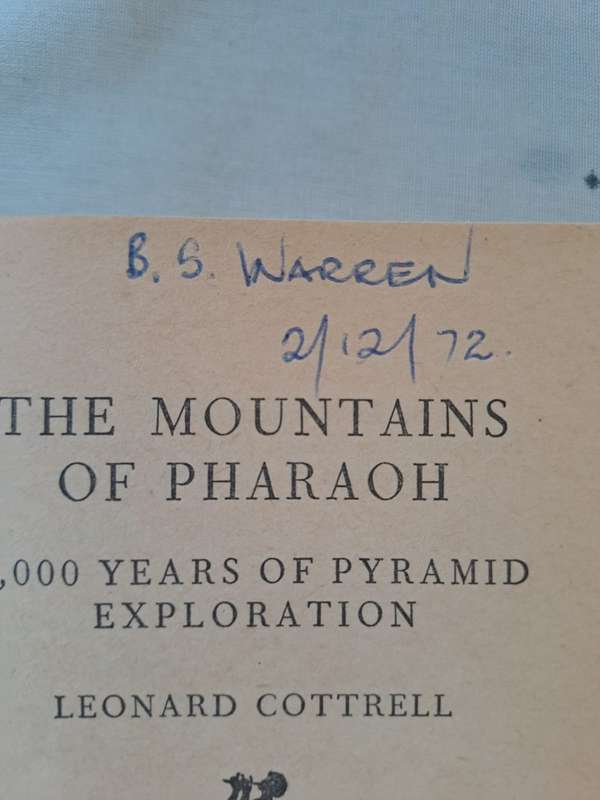 B. S. WARREN
2/12/72.
THE MOUNTAINS
OF PHARAOH
,000 YEARS OF PYRAMID
EXPLORATION
LEONARD COTTRELL